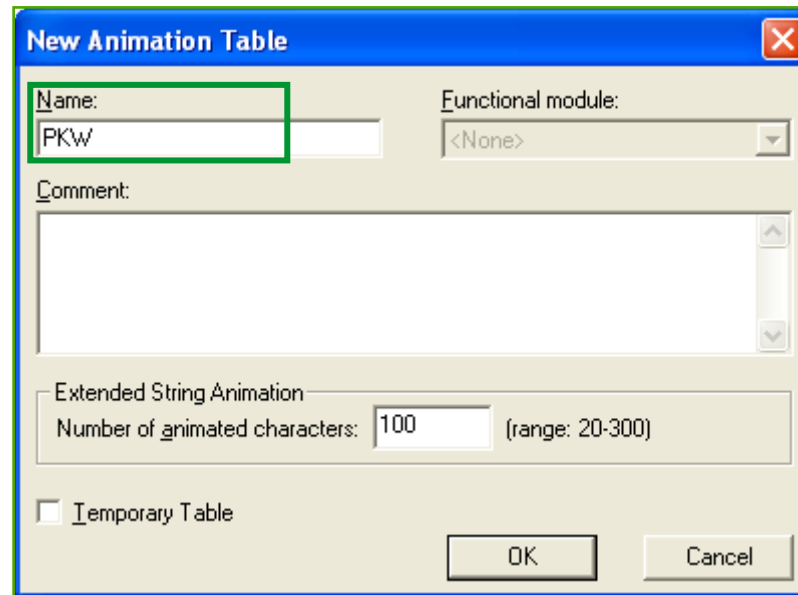 New Animation Table
Name:
Functional module:
PKW
<None>
Comment:
Extended String Animation
Number of animated characters: 100 (range: 20-300)
Temporary Table
OK
Cancel